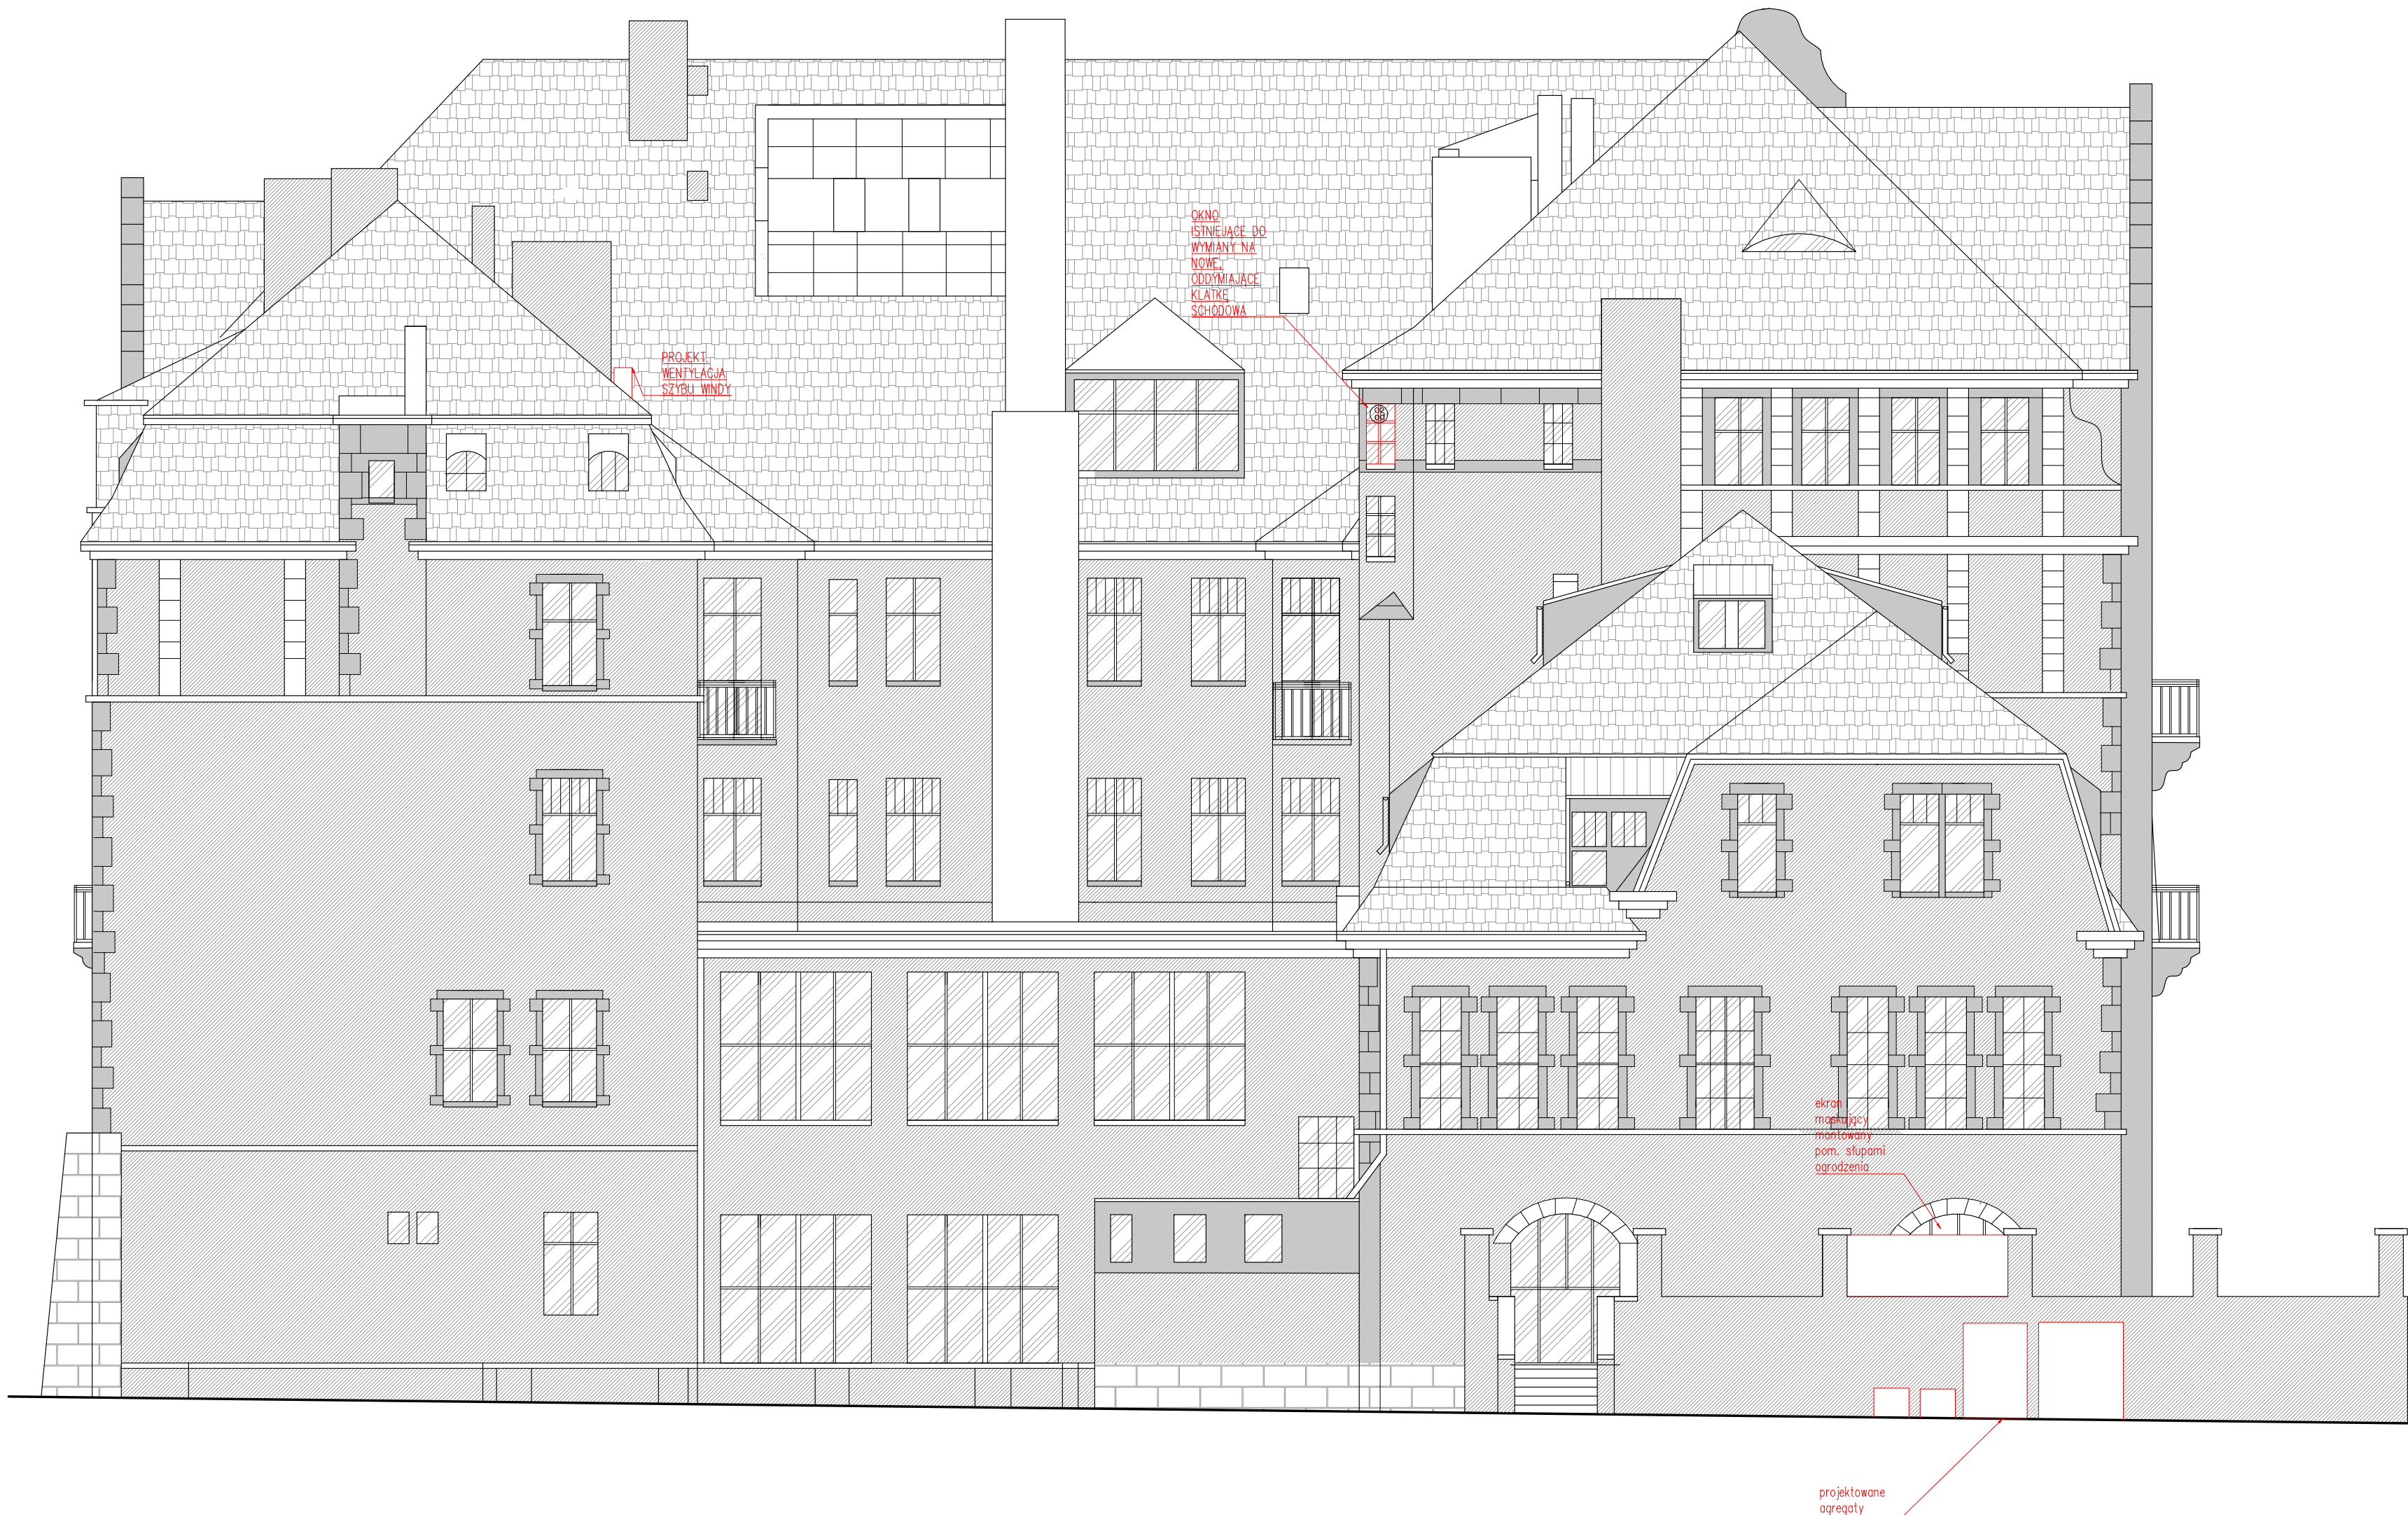 OKNO
ISTNIEJĄCE DO
WYMIANY NA
NOWE,
ODDYMIAJĄCE
KLATKĘ
SCHODOWA
PROJEKT.
WENTYLACJA
SZYBU WINDY
ekran
maskujący
montowany
pom. słupami
ogrodzenia
projektowane
agregaty